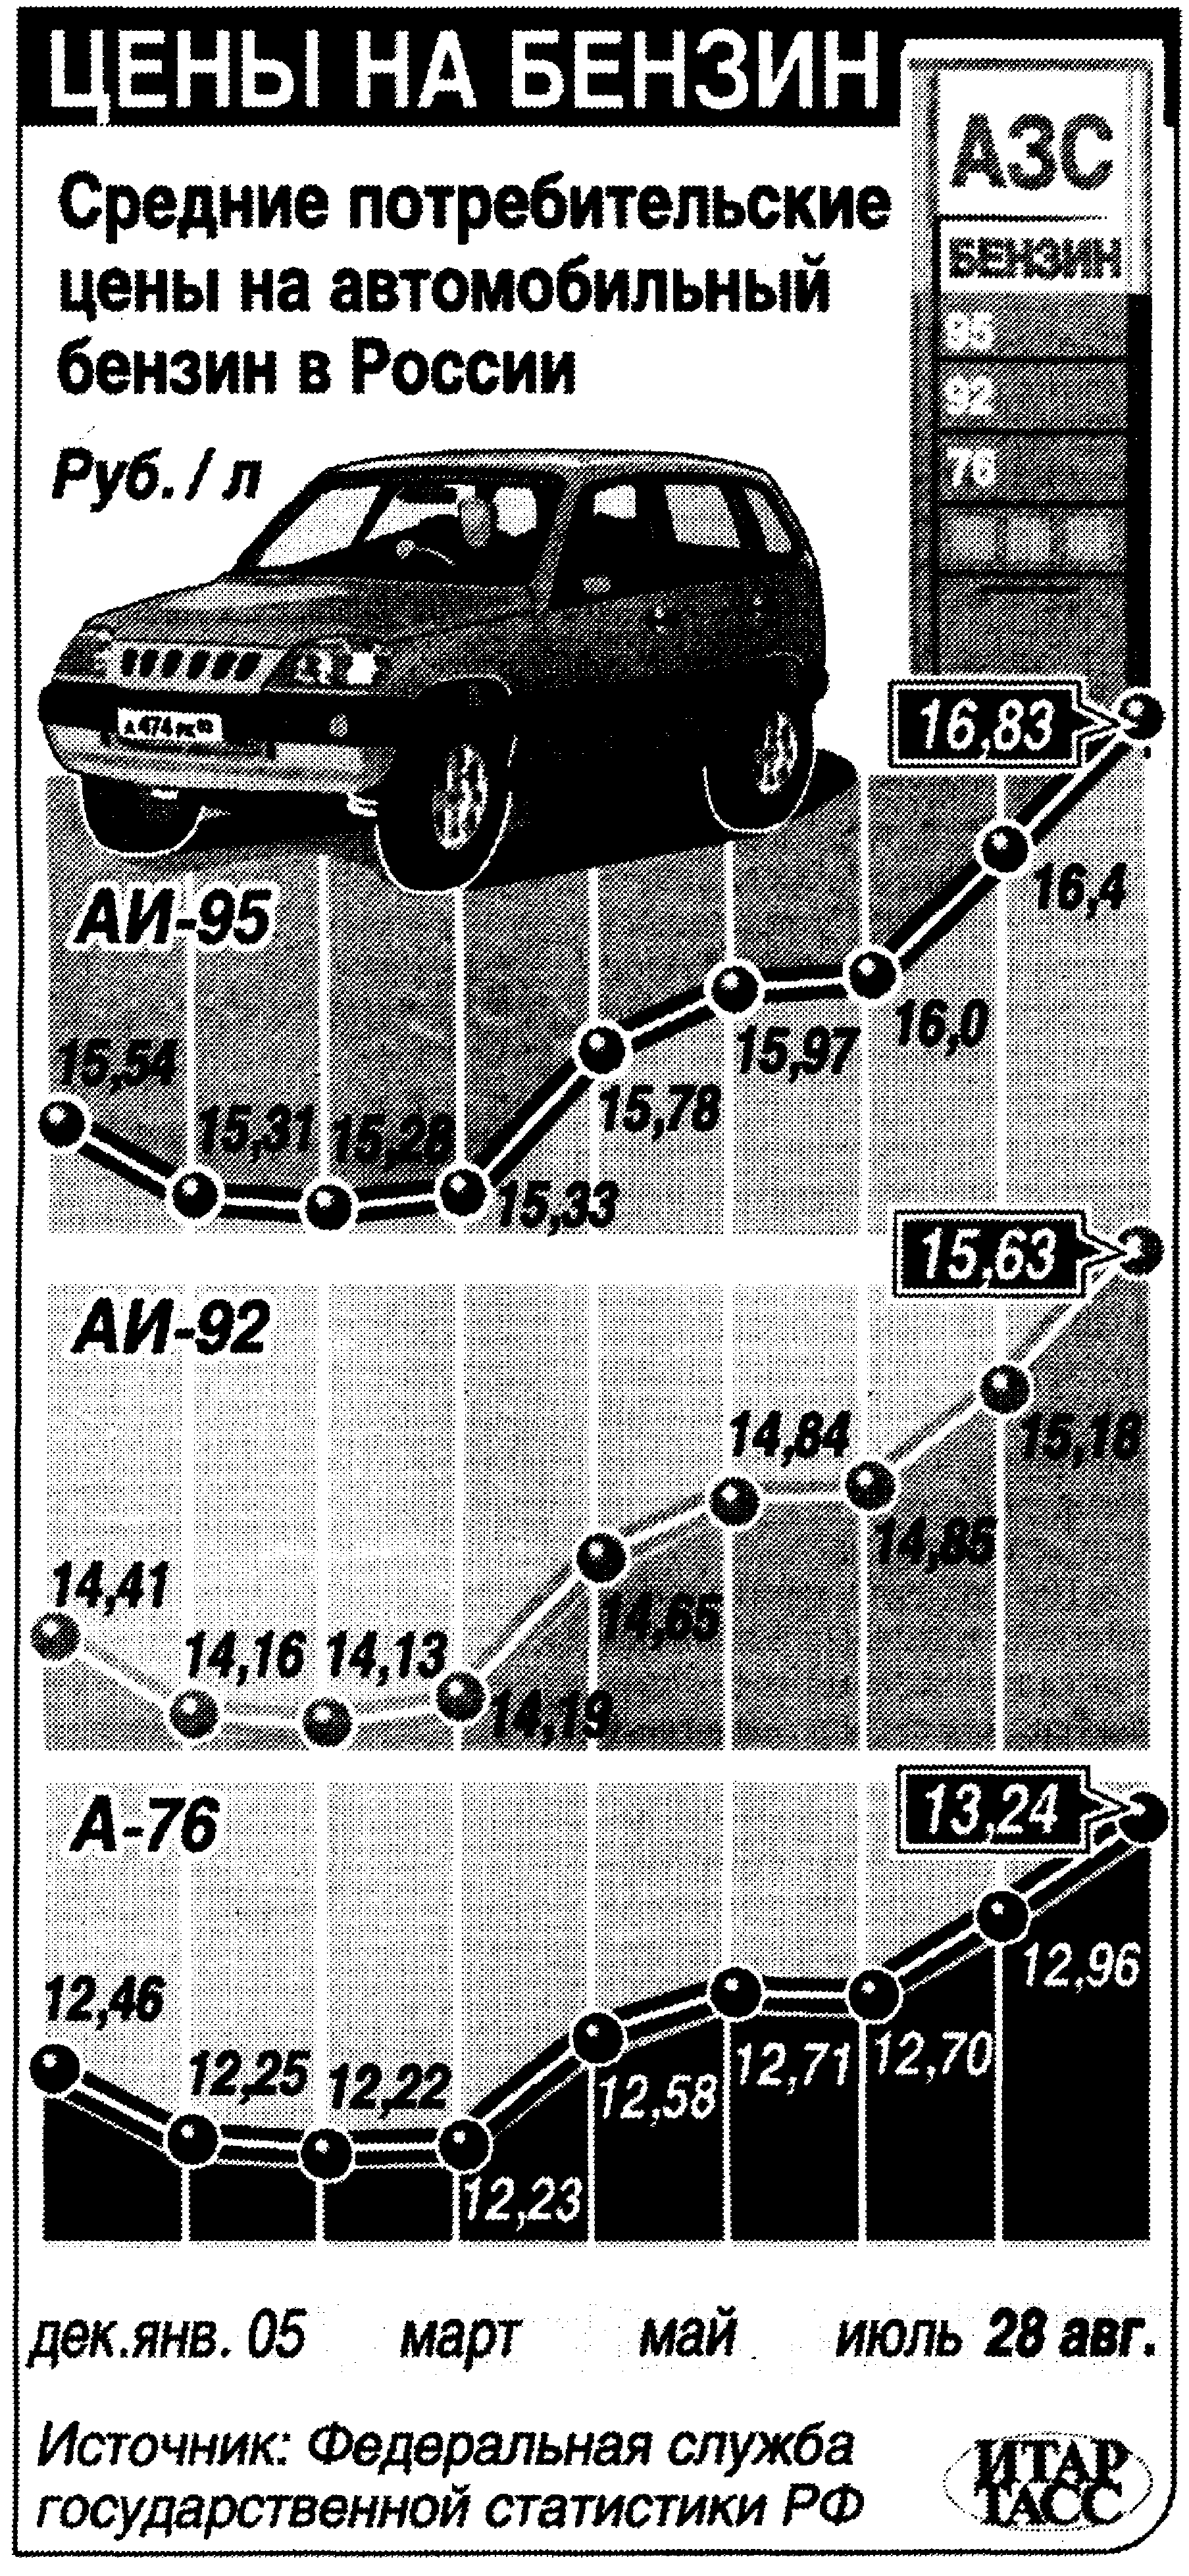 ЦЕНЫ НА БЕНЗИН
АЗС
БЕНЗИН
95
92
76
Средние потребительские
цены на автомобильный
бензин в России
Руб. / л
А 474 РК
16,83
16,4
АИ-95
15,54
15,31
15,28
15,33
15,78
15,97
16,0
15,63
АИ-92
14,41
14,16
14,13
14,19
14,65
14,84
14,85
15,18
13,24
А-76
12,46
12,25
12,22
12,23
12,58
12,71
12,70
12,96
дек.янв. 05 март май июль 28 авг.
Источник: Федеральная служба
государственной статистики РФ
ИТАР
ТАСС